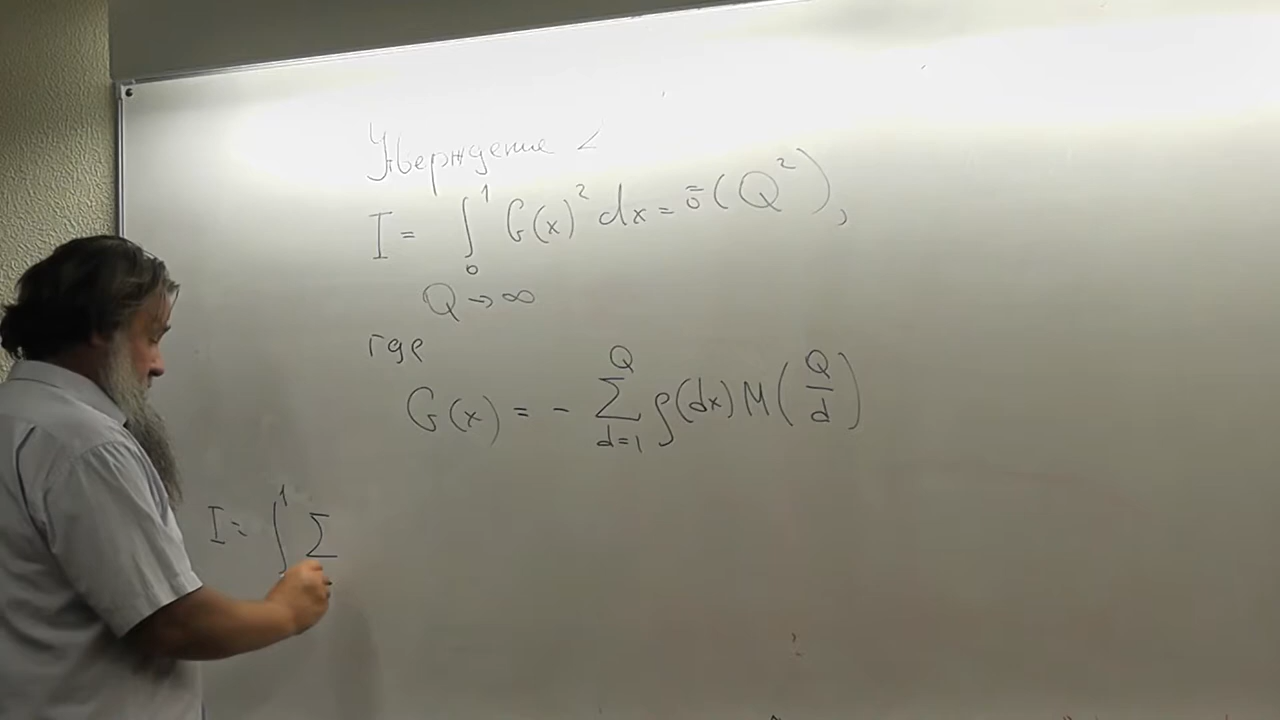 Утверждение 2
I = ∫₀¹ G(x)² dx = ō(Q²),
Q → ∞
где
G(x) = - ∑_{d=1}^{Q} ρ(dx) M(Q/d)
I = ∫¹ ∑